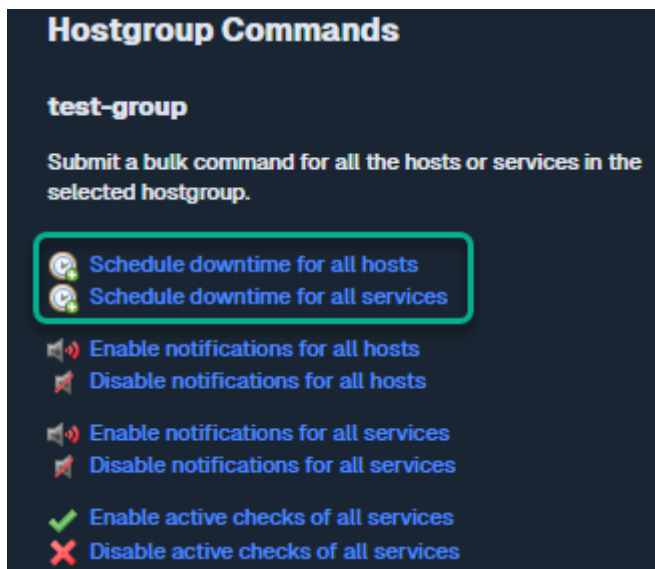 Hostgroup Commands
test-group
Submit a bulk command for all the hosts or services in the
selected hostgroup.
Schedule downtime for all hosts
Schedule downtime for all services
Enable notifications for all hosts
Disable notifications for all hosts
Enable notifications for all services
Disable notifications for all services
Enable active checks of all services
Disable active checks of all services